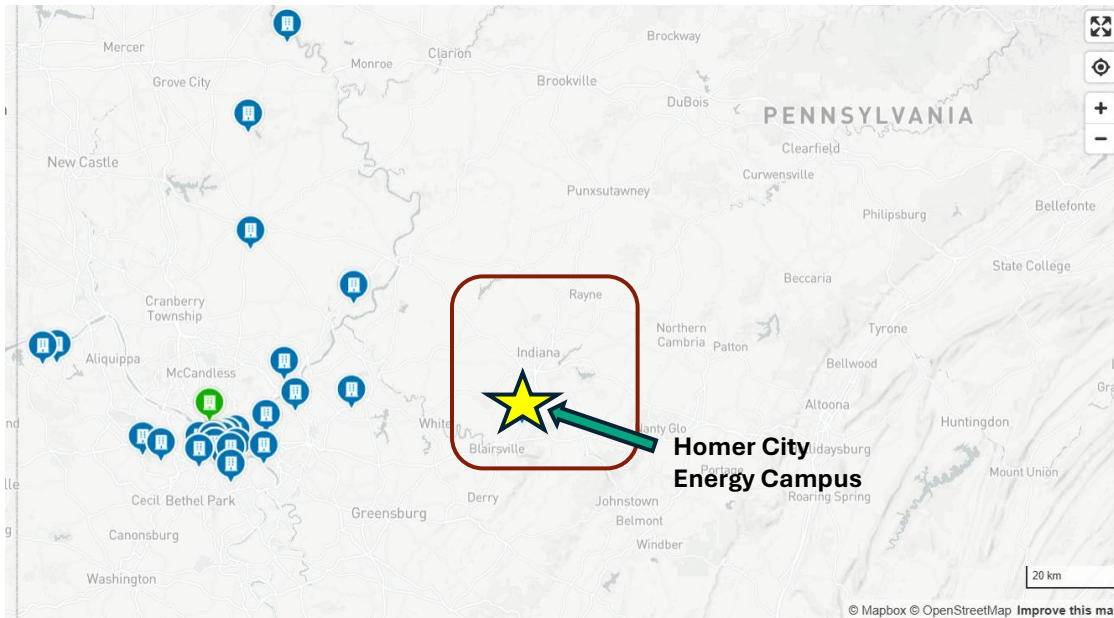 Mercer
Clarion
Monroe
Brockway
Grove City
Brookville
DuBois
PENNSYLVANIA
+
−
New Castle
Clearfield
Curwensville
Punxsutawney
Philipsburg
Bellefonte
State College
Cranberry
Township
Rayne
Beccaria
Aliquippa
McCandless
Indiana
Northern
Cambria
Patton
Tyrone
Bellwood
Altoona
Huntingdon
White
Blairsville
Homer City
Energy Campus
Portage
Mount Union
Cecil
Bethel Park
Derry
Greensburg
Johnstown
Roaring Spring
Belmont
Canonsburg
Windber
Washington
20 km
© Mapbox © OpenStreetMap Improve this ma